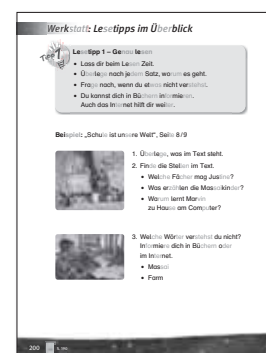 Werkstatt: Lesetipps im Überblick
Tipp 1
Lesetipp 1 – Genau lesen
• Lass dir beim Lesen Zeit.
• Überlege nach jedem Satz, worum es geht.
• Frage nach, wenn du etwas nicht verstehst.
• Du kannst dich in Büchern informieren.
Auch das Internet hilft dir weiter.
Beispiel: „Schule ist unsere Welt“, Seite 8/9
1. Überlege, was im Text steht.
2. Finde die Stellen im Text.
• Welche Fächer mag Justine?
• Was erzählen die Massaikinder?
• Warum lernt Marvin
zu Hause am Computer?
3. Welche Wörter verstehst du nicht?
Informiere dich in Büchern oder
im Internet.
• Massai
• Farm
200